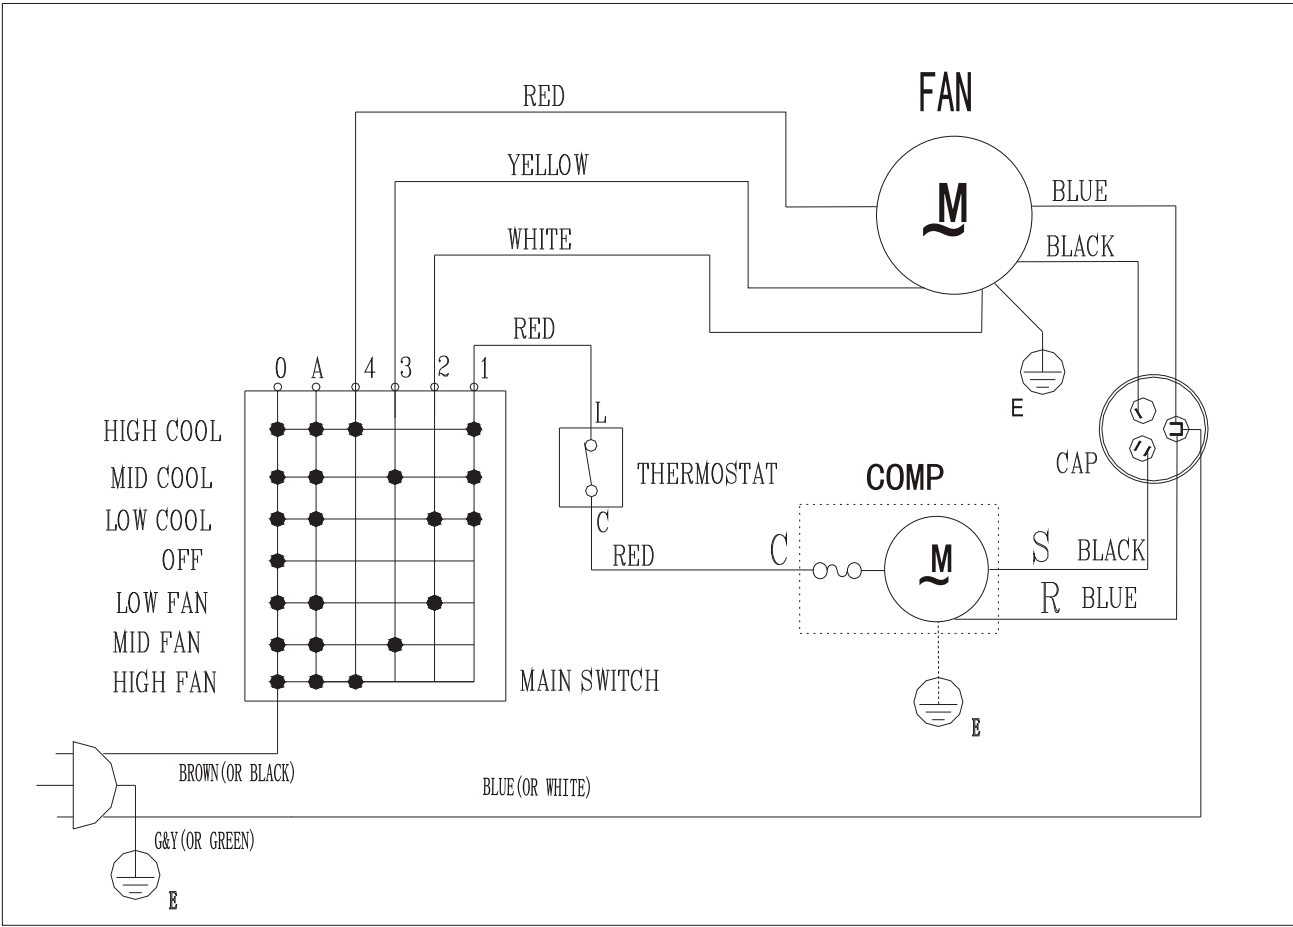 FAN
M
~
RED
YELLOW
WHITE
RED
BLUE
BLACK
E
0 A 4 3 2 1
HIGH COOL
MID COOL
LOW COOL
OFF
LOW FAN
MID FAN
HIGH FAN
MAIN SWITCH
L
THERMOSTAT
C
RED
COMP
C
M
~
CAP
S BLACK
R BLUE
E
BROWN(OR BLACK)
BLUE(OR WHITE)
G&Y(OR GREEN)
E